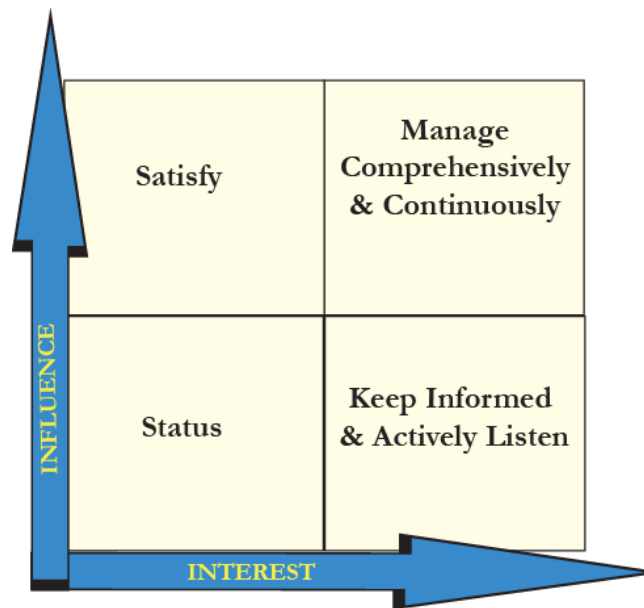 Satisfy
Manage
Comprehensively
& Continuously
INFLUENCE
Status
Keep Informed
& Actively Listen
INTEREST